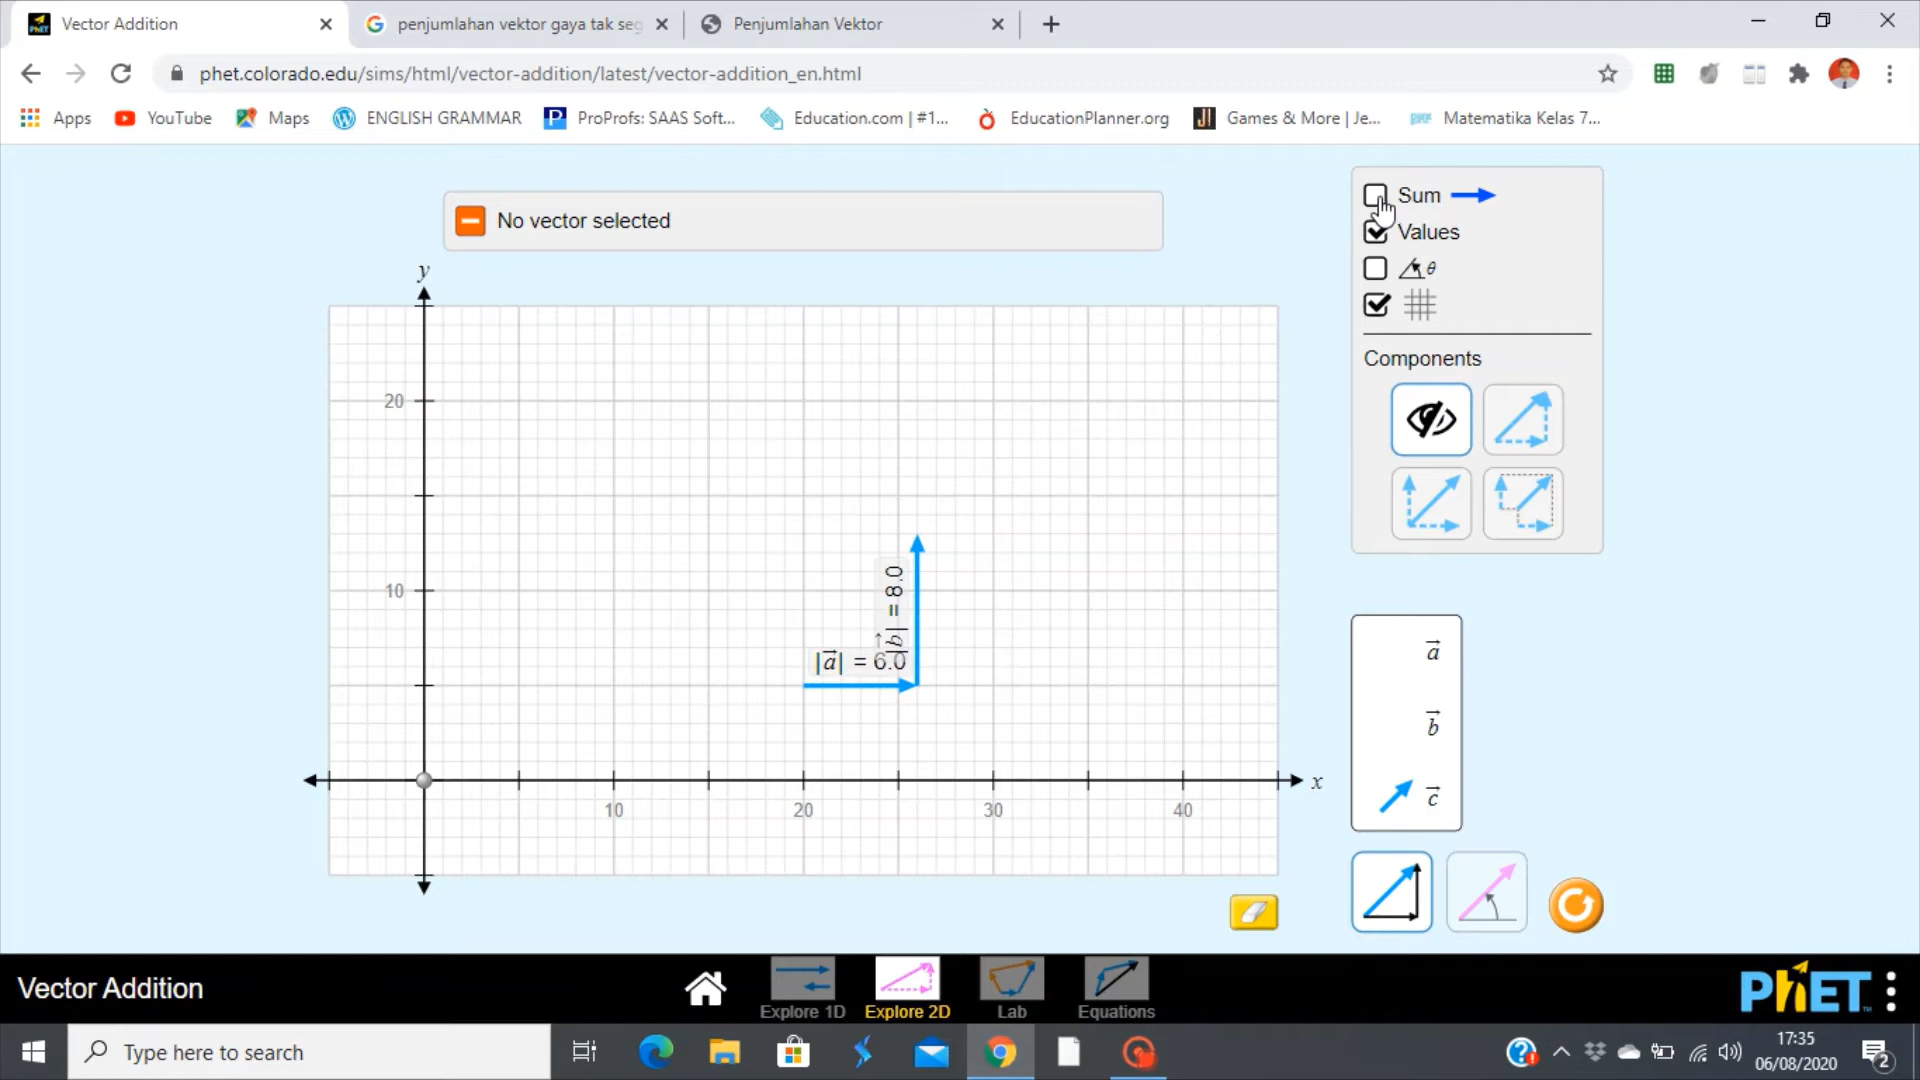 Vector Addition
penjumlahan vektor gaya tak seg
Penjumlahan Vektor
phet.colorado.edu/sims/html/vector-addition/latest/vector-addition_en.html
Apps
YouTube
Maps
ENGLISH GRAMMAR
ProProfs: SAAS Soft...
Education.com | #1...
EducationPlanner.org
Games & More | Je...
Matematika Kelas 7...
No vector selected
Sum
Values
θ
Components
y
20
10
|b⃗| = 8.0
|a⃗| = 6.0
x
10
20
30
40
a⃗
b⃗
c⃗
Vector Addition
Explore 1D
Explore 2D
Lab
Equations
PhET
Type here to search
17:35
06/08/2020
2